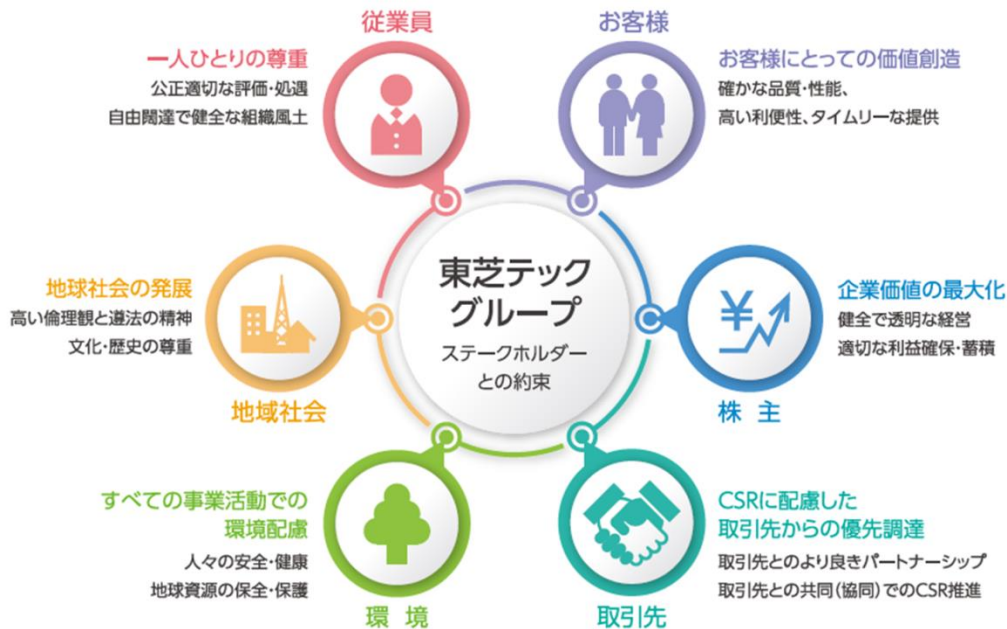 従業員
一人ひとりの尊重
公正適切な評価・処遇
自由闊達で健全な組織風土
お客様
お客様にとっての価値創造
確かな品質・性能、
高い利便性、タイムリーな提供
東芝テック
グループ
ステークホルダー
との約束
地球社会の発展
高い倫理観と遵法の精神
文化・歴史の尊重
地域社会
¥
企業価値の最大化
健全で透明な経営
適切な利益確保・蓄積
株 主
すべての事業活動での
環境配慮
人々の安全・健康
地球資源の保全・保護
環 境
CSRに配慮した
取引先からの優先調達
取引先とのより良きパートナーシップ
取引先との共同(協同)でのCSR推進
取引先